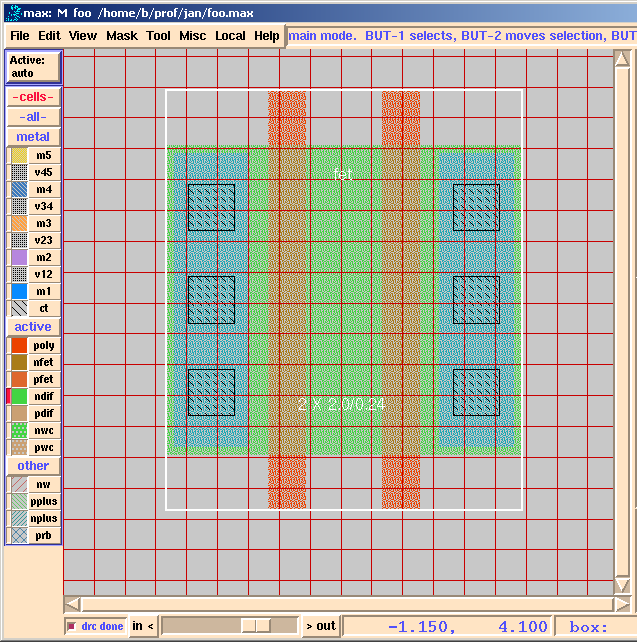 max: M foo /home/b/prof/jan/foo.max
File Edit View Mask Tool Misc Local Help main mode. BUT-1 selects, BUT-2 moves selection, BUT
Active:
auto
-cells-
-all-
metal
m5
v45
m4
v34
m3
v23
m2
v12
m1
ct
active
poly
nfet
pfet
ndif
pdif
nwc
pwc
other
nw
pplus
nplus
prb
fet
2 X 2.0/0.24
drc done in < > out -1.150, 4.100 box: